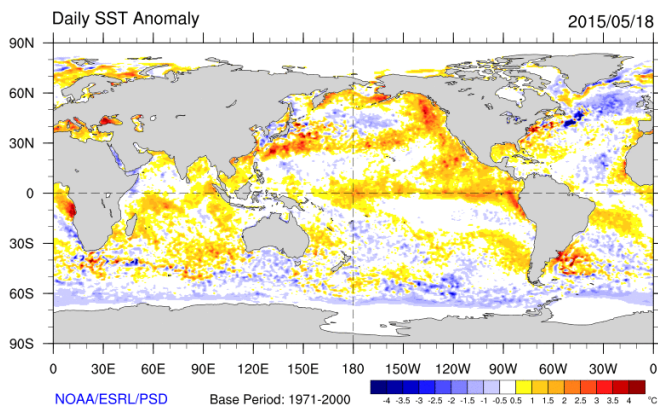 Daily SST Anomaly 2015/05/18
90N
60N
30N
0
30S
60S
90S
0 30E 60E 90E 120E 150E 180 150W 120W 90W 60W 30W 0
NOAA/ESRL/PSD Base Period: 1971-2000
-4 -3.5 -3 -2.5 -2 -1.5 -1 -0.5 0.5 1 1.5 2 2.5 3 3.5 4 °C